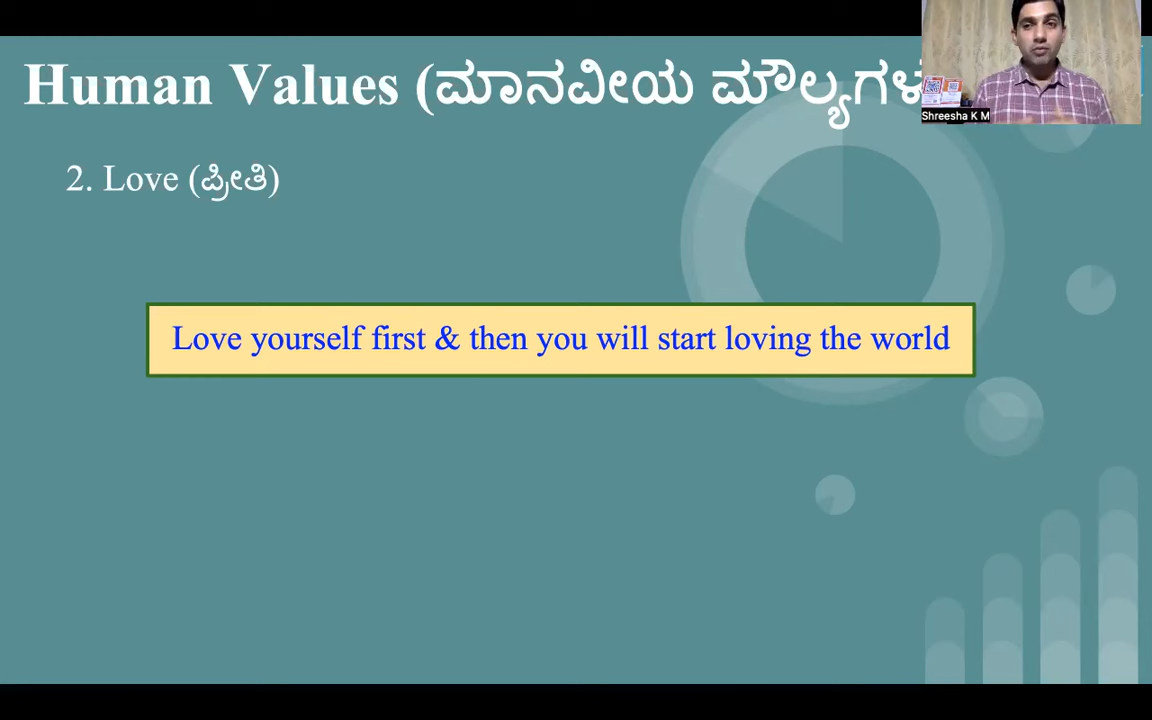 Human Values (ಮಾನವೀಯ ಮೌಲ್ಯಗಳ
Shreesha K M
2. Love (ಪ್ರೀತಿ)
Love yourself first & then you will start loving the world